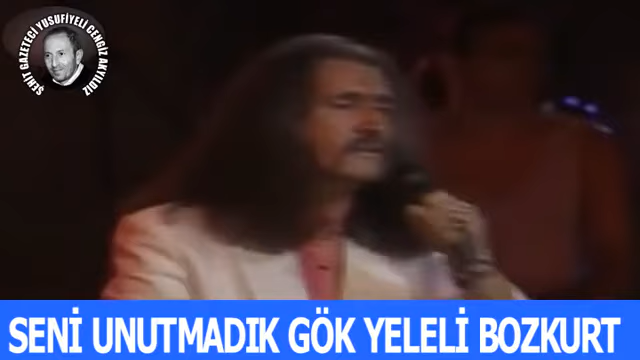 ŞEHİT GAZETECİ YUSUFİYELİ CENGİZ AKYILDIZ
SENİ UNUTMADIK GÖK YELELİ BOZKURT